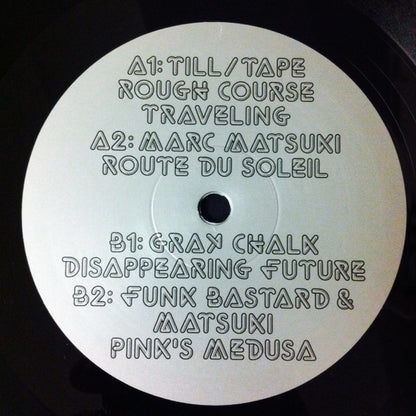 A1: TILL/TAPE
ROUGH COURSE
TRAVELING
A2: MARC MATSUKI
ROUTE DU SOLEIL
B1: GRAY CHALK
DISAPPEARING FUTURE
B2: FUNK BASTARD &
MATSUKI
PINK'S MEDUSA